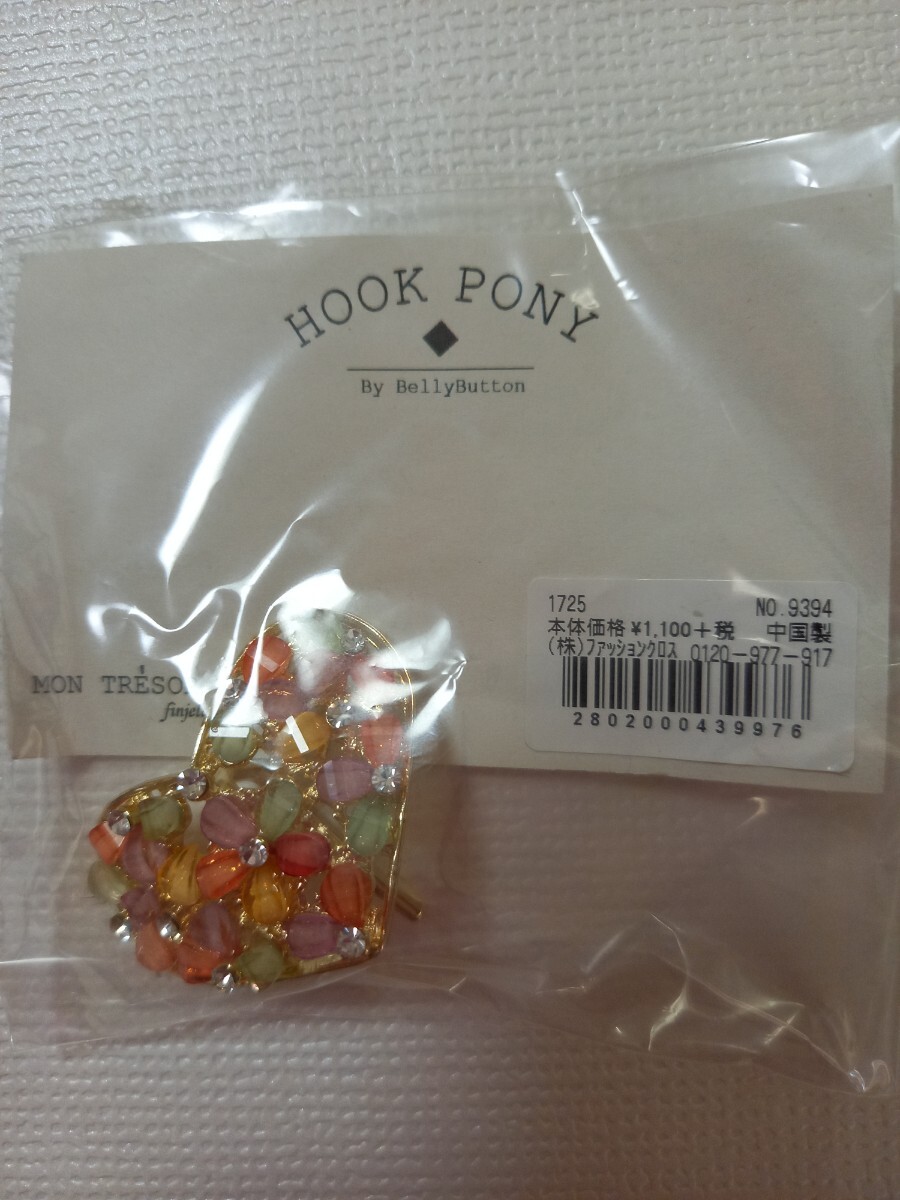 HOOK PONY
By BellyButton
1725 NO.9394
本体価格 ¥1,100+税 中国製
(株)ファッションクロス 0120-977-917
2802000439976
MON